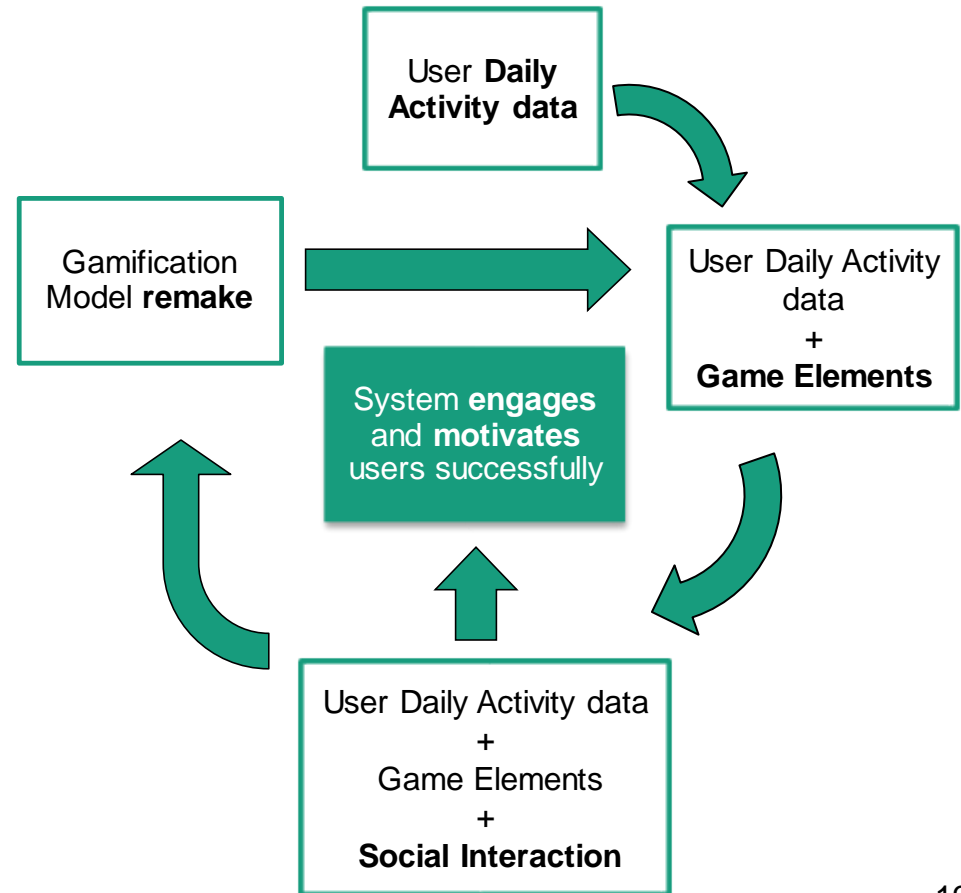 User Daily
Activity data
Gamification
Model remake
User Daily Activity
data
+
Game Elements
System engages
and motivates
users successfully
User Daily Activity data
+
Game Elements
+
Social Interaction